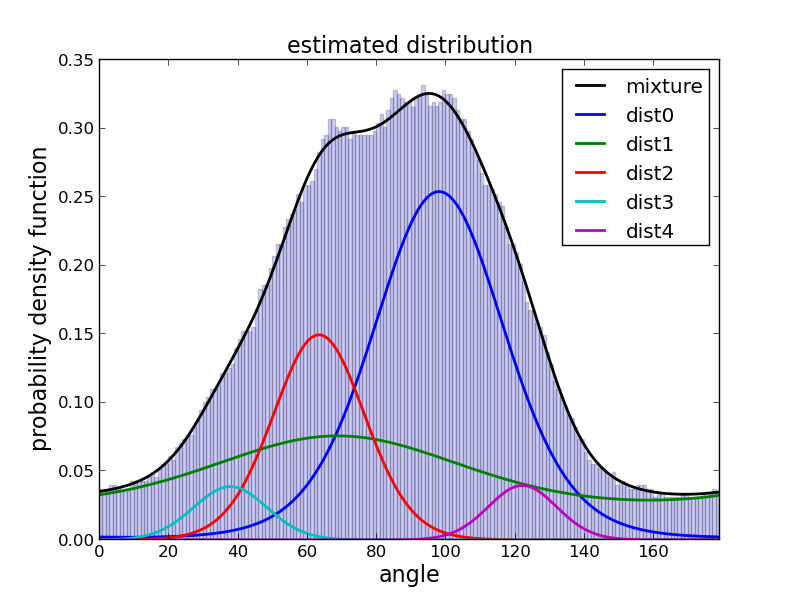 estimated distribution
probability density function
0.35
0.30
0.25
0.20
0.15
0.10
0.05
0.00
mixture
dist0
dist1
dist2
dist3
dist4
0 20 40 60 80 100 120 140 160
angle